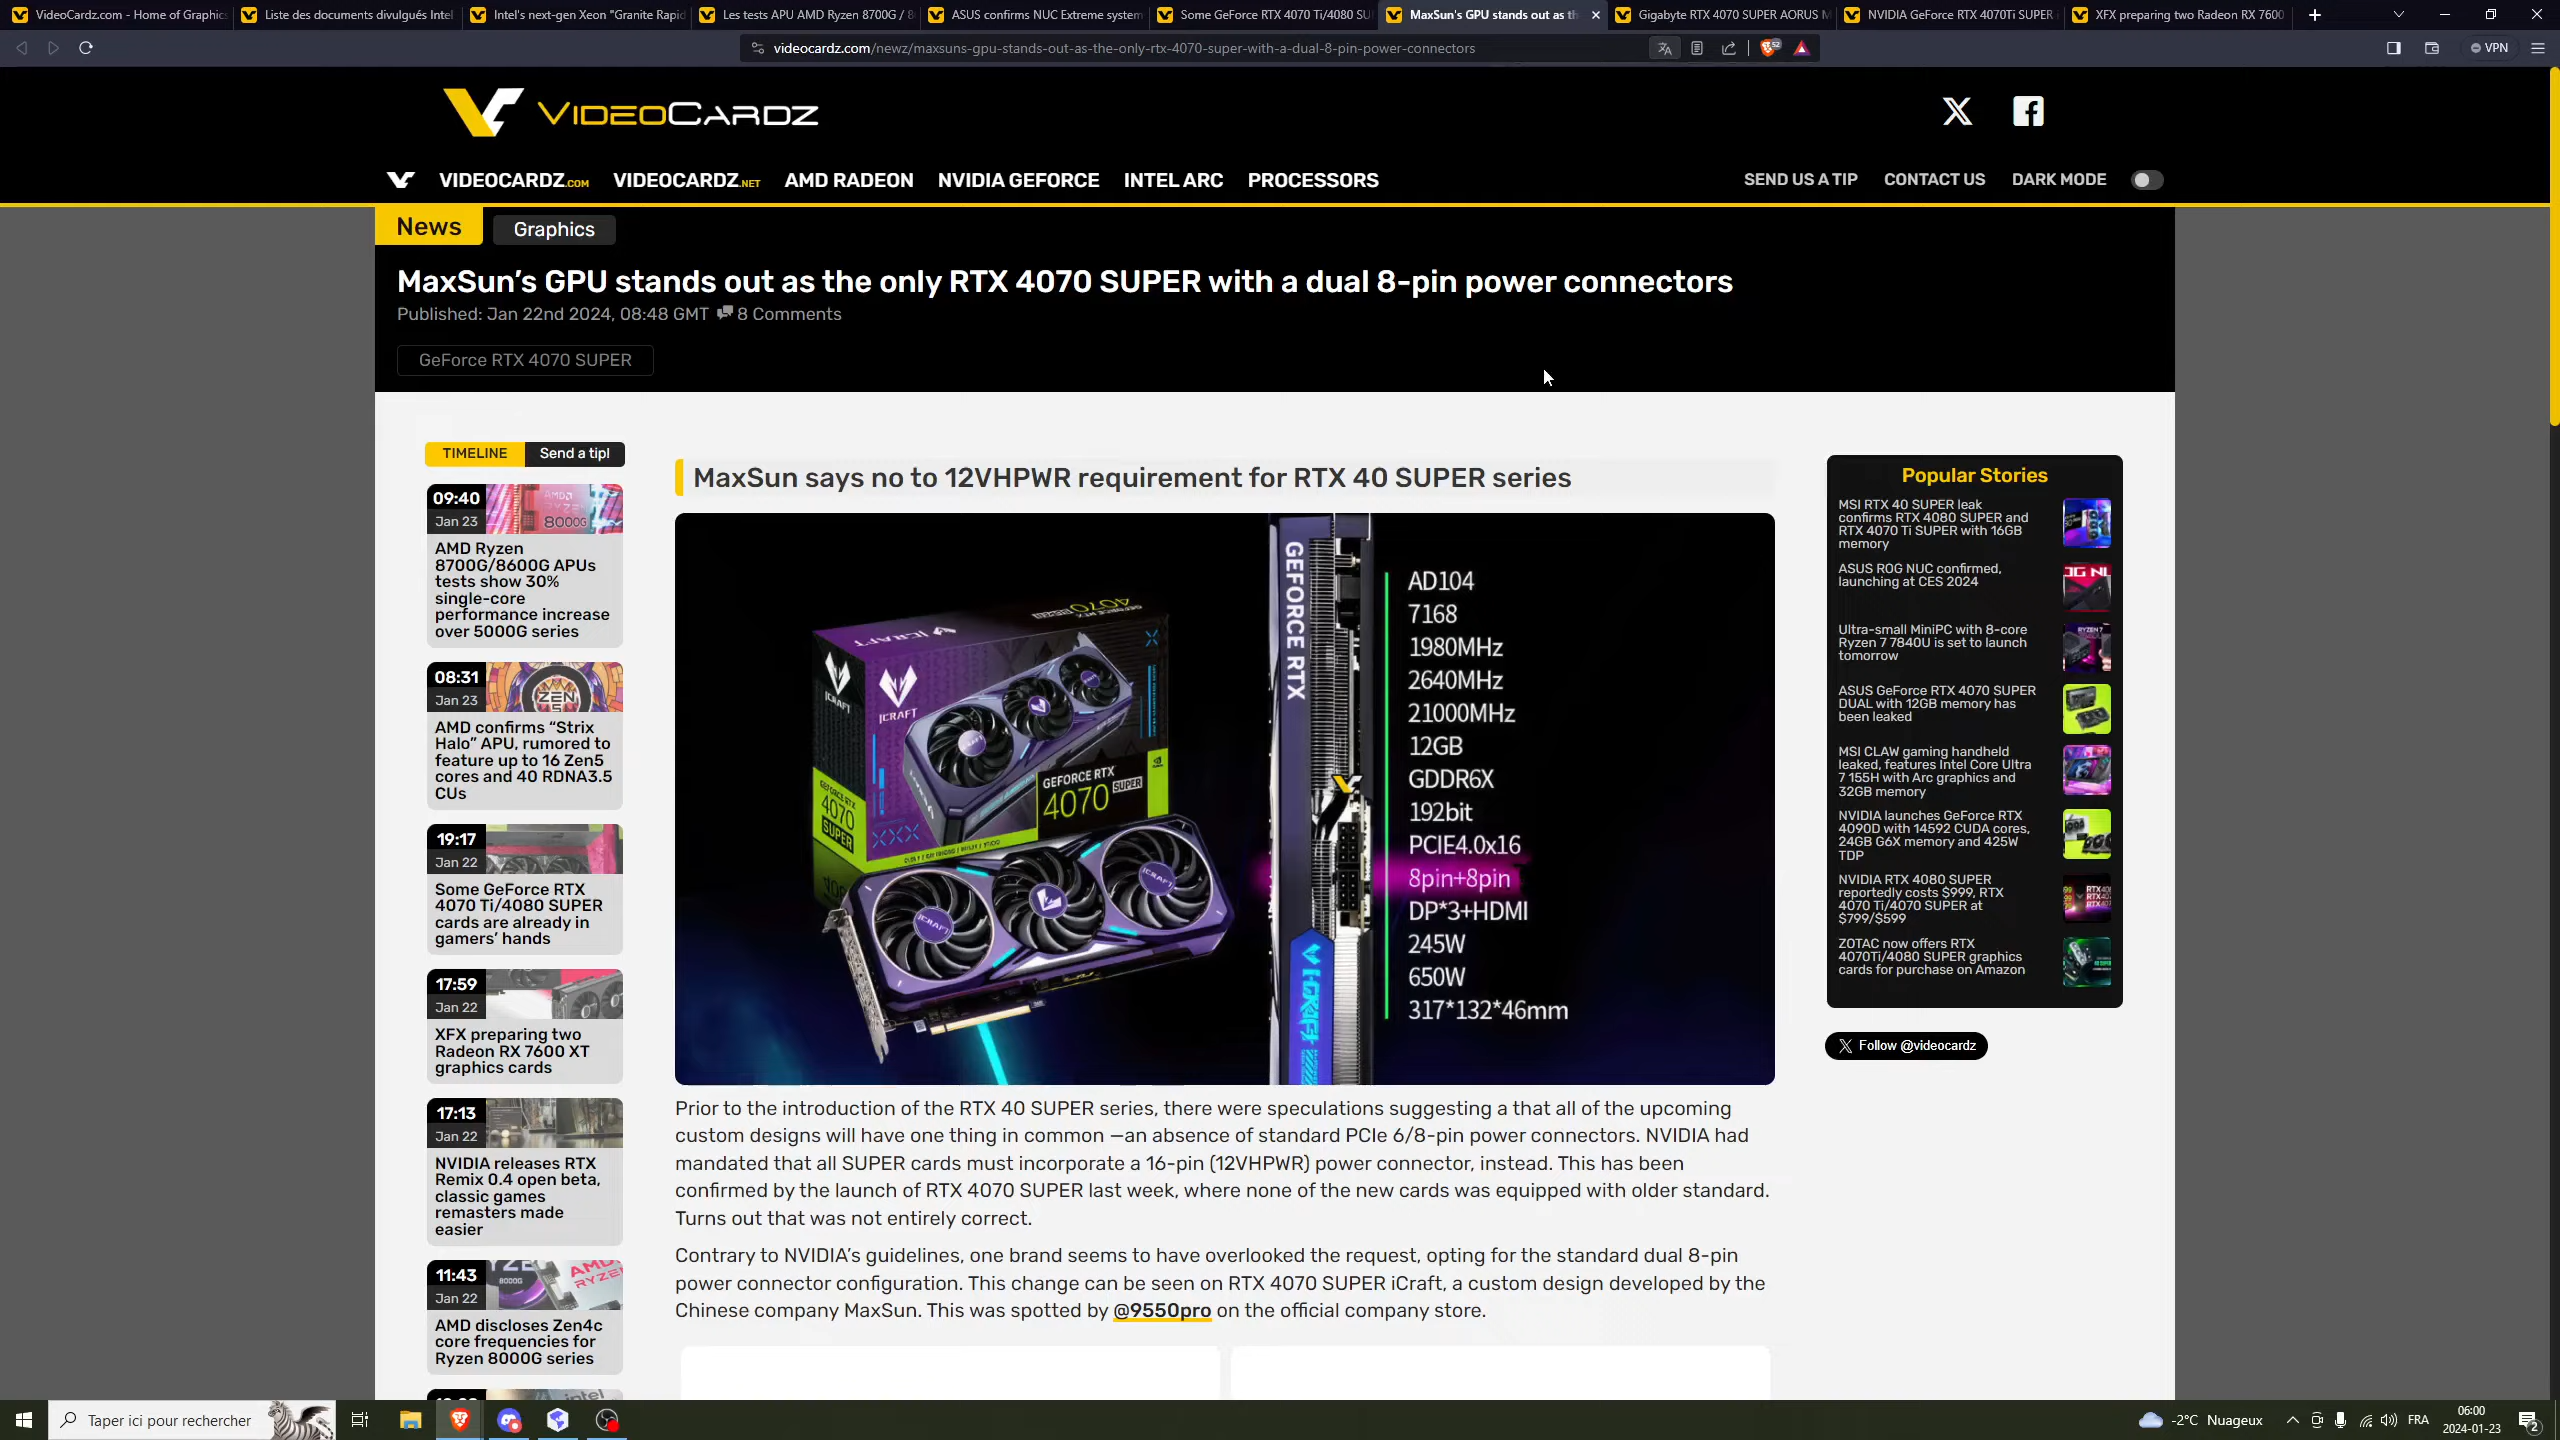 VideoCardz.com - Home of Graphic
Liste des documents divulgués Intel
Intel's next-gen Xeon "Granite Rapid
Les tests APU AMD Ryzen 8700G / 8
ASUS confirms NUC Extreme system
Some GeForce RTX 4070 Ti/4080 SU
MaxSun's GPU stands out as th
Gigabyte RTX 4070 SUPER AORUS M
NVIDIA GeForce RTX 4070Ti SUPER
XFX preparing two Radeon RX 7600
videocardz.com/newz/maxsuns-gpu-stands-out-as-the-only-rtx-4070-super-with-a-dual-8-pin-power-connectors
52
VPN
VIDEOCARDZ
VIDEOCARDZ.COM
VIDEOCARDZ.NET
AMD RADEON
NVIDIA GEFORCE
INTEL ARC
PROCESSORS
SEND US A TIP
CONTACT US
DARK MODE
News
Graphics
MaxSun’s GPU stands out as the only RTX 4070 SUPER with a dual 8-pin power connectors
Published: Jan 22nd 2024, 08:48 GMT
8 Comments
GeForce RTX 4070 SUPER
TIMELINE
Send a tip!
09:40
Jan 23
AMD Ryzen
8700G/8600G APUs
tests show 30%
single-core
performance increase
over 5000G series
08:31
Jan 23
AMD confirms “Strix
Halo” APU, rumored to
feature up to 16 Zen5
cores and 40 RDNA3.5
CUs
19:17
Jan 22
Some GeForce RTX
4070 Ti/4080 SUPER
cards are already in
gamers’ hands
17:59
Jan 22
XFX preparing two
Radeon RX 7600 XT
graphics cards
17:13
Jan 22
NVIDIA releases RTX
Remix 0.4 open beta,
classic games
remasters made
easier
11:43
Jan 22
AMD discloses Zen4c
core frequencies for
Ryzen 8000G series
MaxSun says no to 12VHPWR requirement for RTX 40 SUPER series
ICRAFT
GEFORCE RTX
4070
SUPER
GEFORCE RTX
4070
SUPER
GEFORCE RTX
AD104
7168
1980MHz
2640MHz
21000MHz
12GB
GDDR6X
192bit
PCIE4.0x16
8pin+8pin
DP*3+HDMI
245W
650W
317*132*46mm
Prior to the introduction of the RTX 40 SUPER series, there were speculations suggesting a that all of the upcoming
custom designs will have one thing in common —an absence of standard PCIe 6/8-pin power connectors. NVIDIA had
mandated that all SUPER cards must incorporate a 16-pin (12VHPWR) power connector, instead. This has been
confirmed by the launch of RTX 4070 SUPER last week, where none of the new cards was equipped with older standard.
Turns out that was not entirely correct.
Contrary to NVIDIA’s guidelines, one brand seems to have overlooked the request, opting for the standard dual 8-pin
power connector configuration. This change can be seen on RTX 4070 SUPER iCraft, a custom design developed by the
Chinese company MaxSun. This was spotted by @9550pro on the official company store.
Popular Stories
MSI RTX 40 SUPER leak
confirms RTX 4080 SUPER and
RTX 4070 Ti SUPER with 16GB
memory
ASUS ROG NUC confirmed,
launching at CES 2024
Ultra-small MiniPC with 8-core
Ryzen 7 7840U is set to launch
tomorrow
ASUS GeForce RTX 4070 SUPER
DUAL with 12GB memory has
been leaked
MSI CLAW gaming handheld
leaked, features Intel Core Ultra
7 155H with Arc graphics and
32GB memory
NVIDIA launches GeForce RTX
4090D with 14592 CUDA cores,
24GB G6X memory and 425W
TDP
NVIDIA RTX 4080 SUPER
reportedly costs $999, RTX
4070 Ti/4070 SUPER at
$799/$599
ZOTAC now offers RTX
4070Ti/4080 SUPER graphics
cards for purchase on Amazon
Follow @videocardz
Taper ici pour rechercher
-2°C Nuageux
FRA
06:00
2024-01-23
2